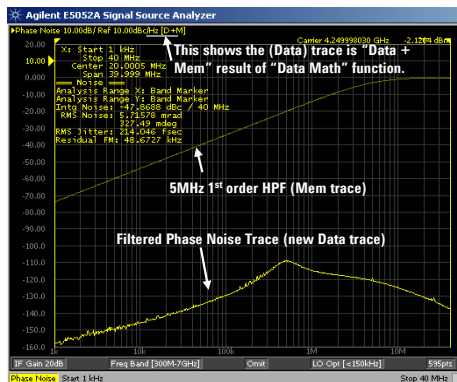 Agilent E5052A Signal Source Analyzer
▶Phase Noise 10.00dB/ Ref 10.00dBc/Hz [D+M]
Carrier 4.249998030 GHz -2.1204 dBm
20.00
10.00
0.000
-10.00
-20.00
-30.00
-40.00
-50.00
-60.00
-70.00
-80.00
-90.00
-100.0
-110.0
-120.0
-130.0
-140.0
-150.0
-160.0
X: Start 1 kHz
Stop 40 MHz
Center 20.0005 MHz
Span 39.999 MHz
Noise
Analysis Range X: Band Marker
Analysis Range Y: Band Marker
Intg Noise: -47.8688 dBc / 40 MHz
RMS Noise: 5.71578 mrad
327.49 mdeg
RMS Jitter: 214.046 fsec
Residual FM: 48.6727 kHz
This shows the (Data) trace is "Data +
Mem" result of "Data Math" function.
5MHz 1st order HPF (Mem trace)
Filtered Phase Noise Trace (new Data trace)
1k 10k 100k 1M 10M
IF Gain 20dB Freq Band [300M-7GHz] Omit LO Opt [<150kHz] 595pts
Phase Noise Start 1 kHz Stop 40 MHz